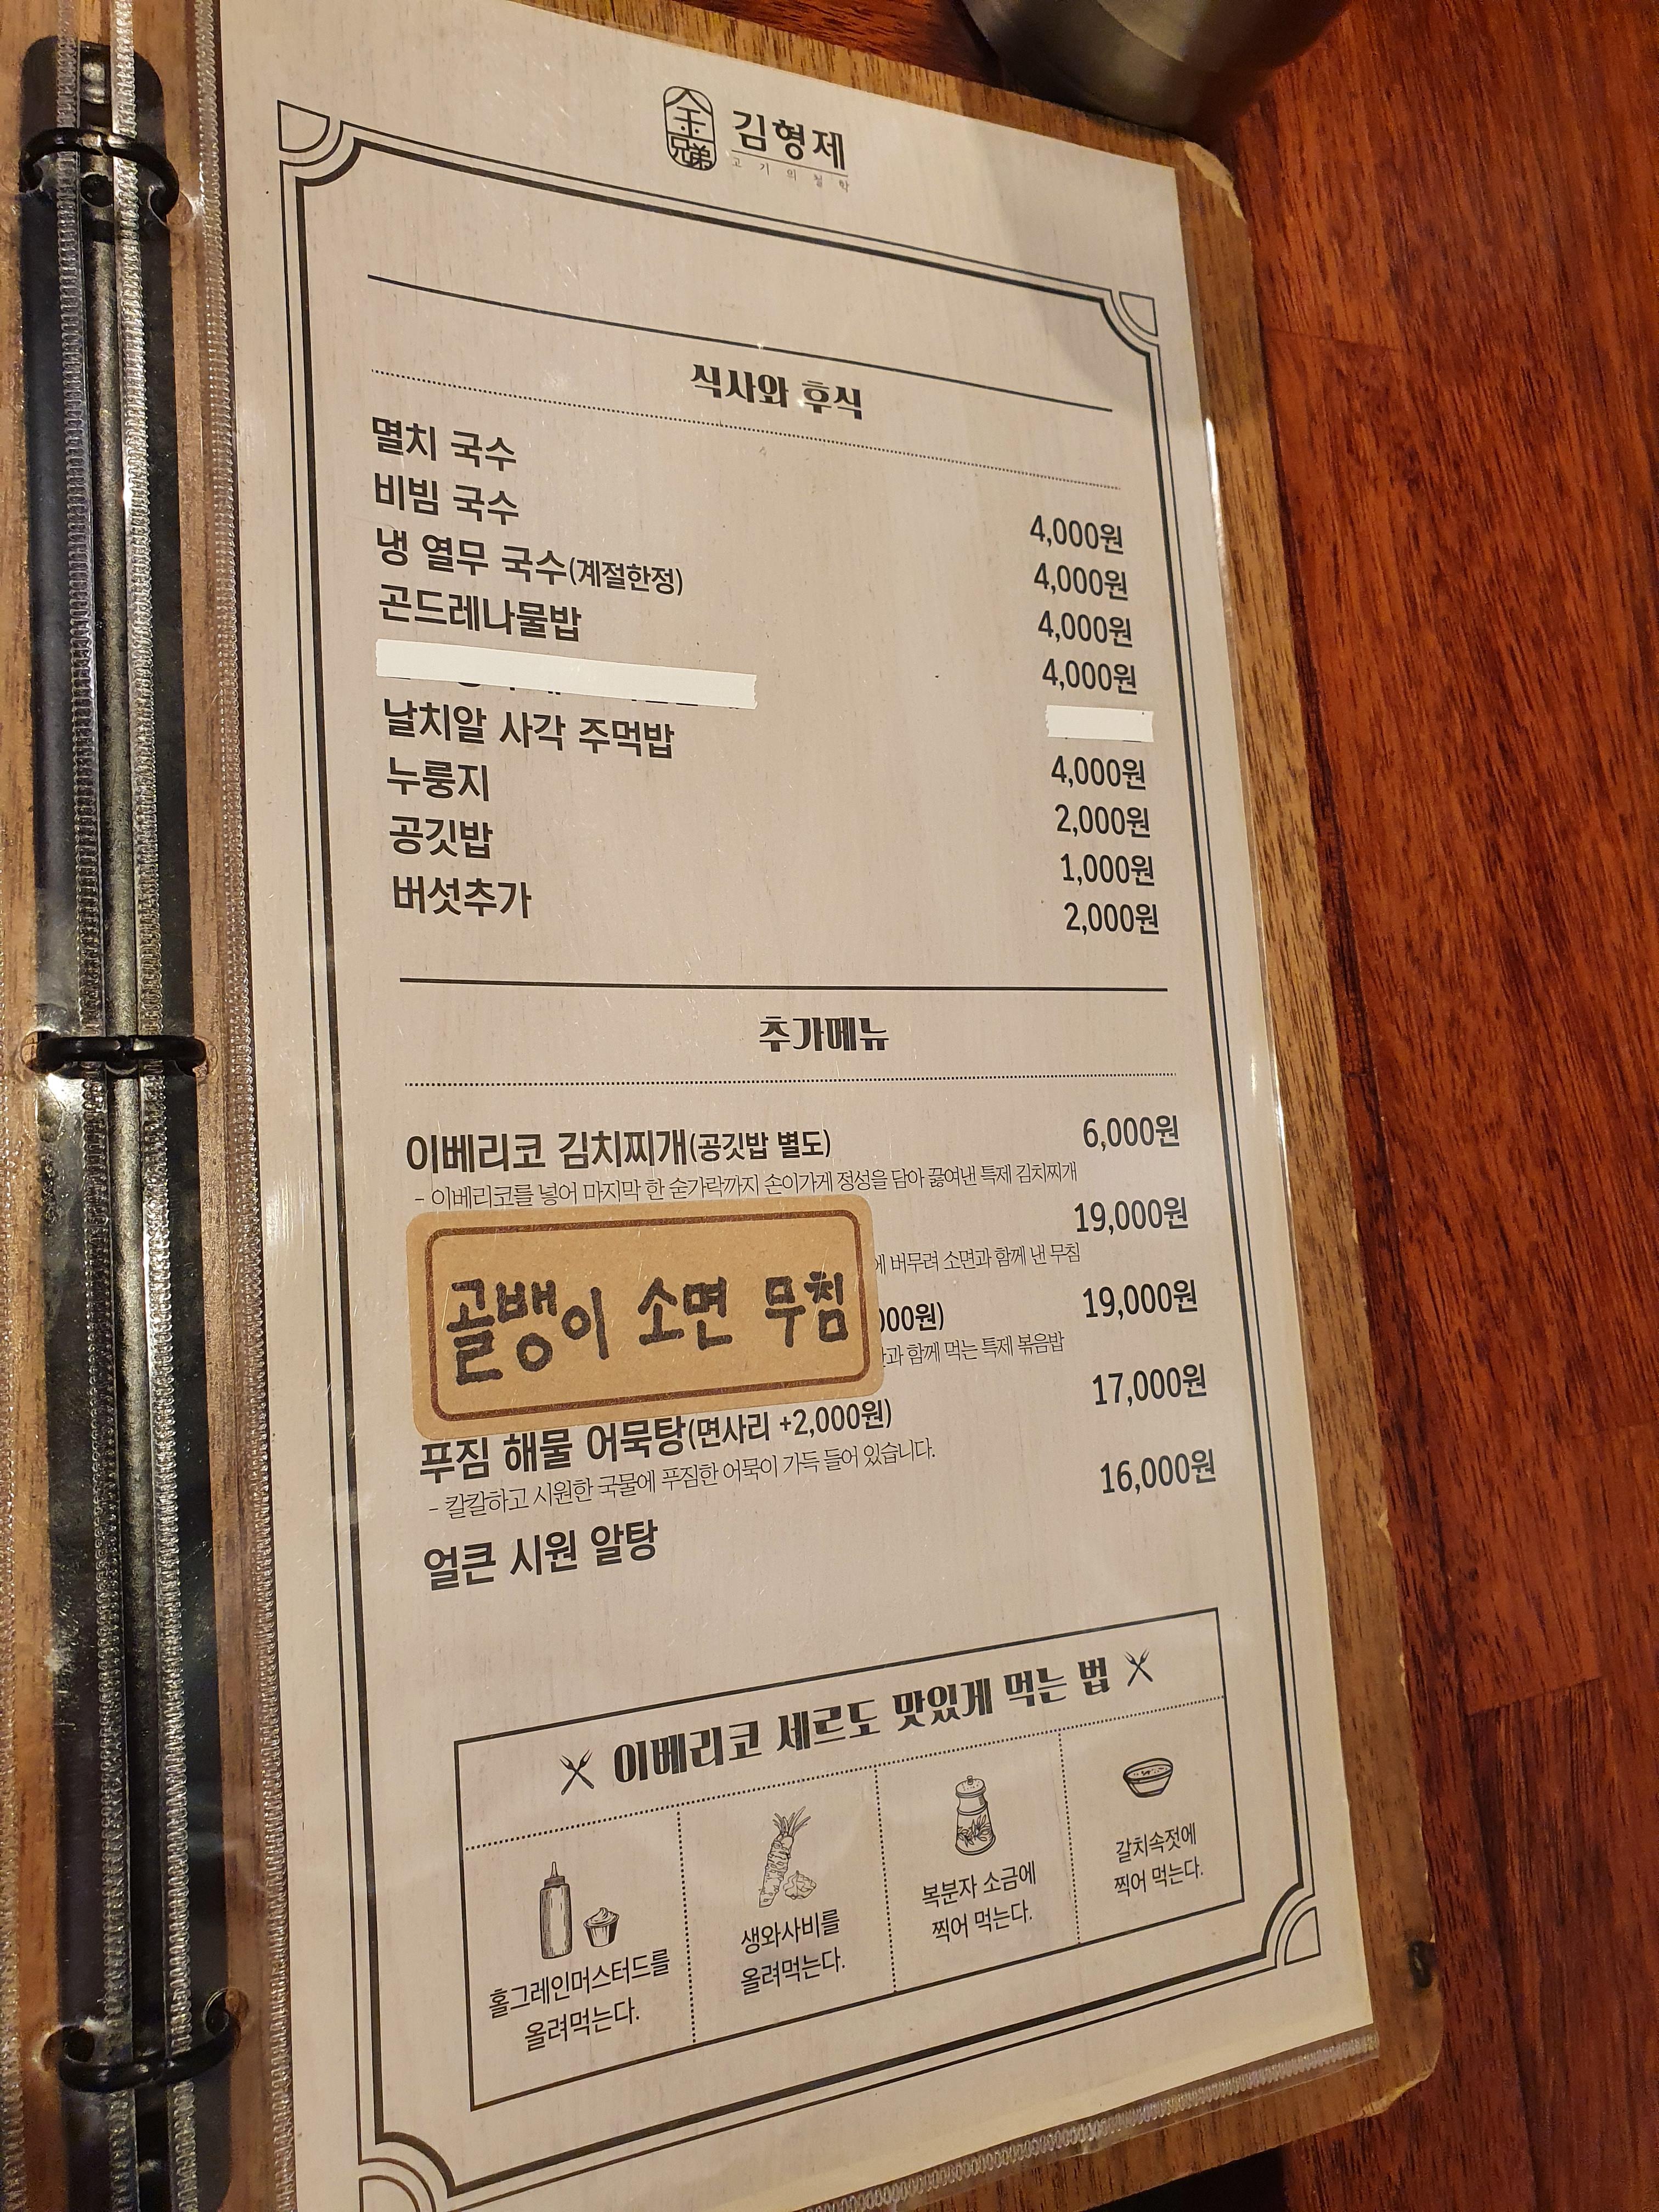 金兄弟
김형제
고기의철학
식사와 후식
멸치 국수 4,000원
비빔 국수 4,000원
냉 열무 국수(계절한정) 4,000원
곤드레나물밥 4,000원
날치알 사각 주먹밥 4,000원
누룽지 2,000원
공깃밥 1,000원
버섯추가 2,000원
추가메뉴
이베리코 김치찌개(공깃밥 별도) 6,000원
- 이베리코를 넣어 마지막 한 숟가락까지 손이가게 정성을 담아 끓여낸 특제 김치찌개
19,000원
에 버무려 소면과 함께 낸 무침
골뱅이 소면 무침
000원) 19,000원
과 함께 먹는 특제 볶음밥
푸짐 해물 어묵탕(면사리 +2,000원) 17,000원
- 칼칼하고 시원한 국물에 푸짐한 어묵이 가득 들어 있습니다.
얼큰 시원 알탕 16,000원
이베리코 세르도 맛있게 먹는 법
홀그레인머스터드를
올려먹는다.
생와사비를
올려먹는다.
복분자 소금에
찍어 먹는다.
갈치속젓에
찍어 먹는다.